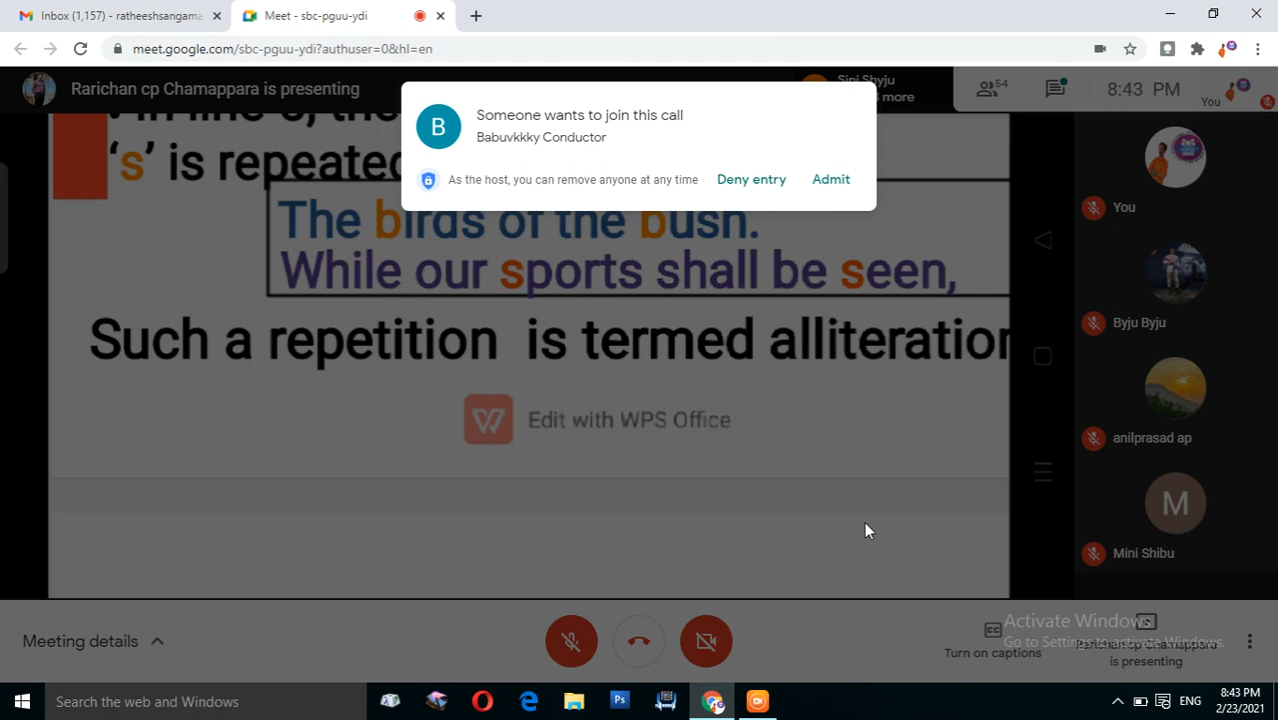 Inbox (1,157) - ratheeshsangama
Meet - sbc-pguu-ydi
meet.google.com/sbc-pguu-ydi?authuser=0&hl=en
Rarichan cp Chamappara is presenting
Sini Shyju
more
54
8:43 PM
You
B
Someone wants to join this call
Babuvkkky Conductor
As the host, you can remove anyone at any time
Deny entry
Admit
's' is repeated
The birds of the bush.
While our sports shall be seen,
Such a repetition is termed alliteration
Edit with WPS Office
You
Byju Byju
anilprasad ap
M
Mini Shibu
Meeting details
Turn on captions
Rarichan cp Chamappara
is presenting
Activate Windows
Go to Settings to activate Windows.
Search the web and Windows
ENG
8:43 PM
2/23/2021